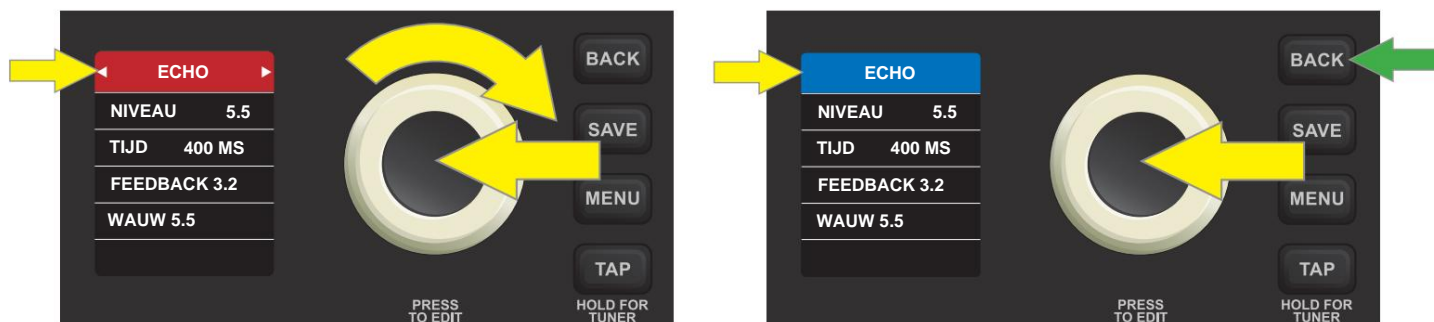 ECHO
NIVEAU 5.5
TIJD 400 MS
FEEDBACK 3.2
WAUW 5.5
BACK
SAVE
MENU
TAP
PRESS
TO EDIT
HOLD FOR
TUNER
ECHO
NIVEAU 5.5
TIJD 400 MS
FEEDBACK 3.2
WAUW 5.5
BACK
SAVE
MENU
TAP
PRESS
TO EDIT
HOLD FOR
TUNER